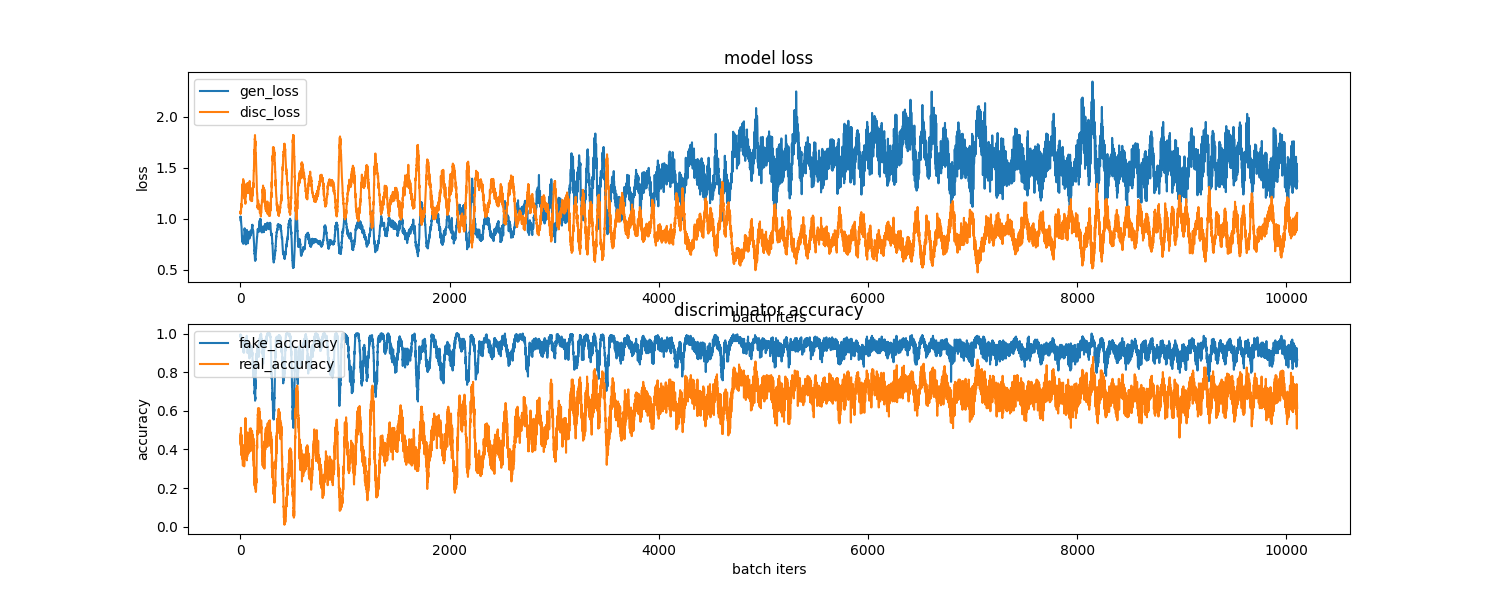 model loss
gen_loss
disc_loss
loss
2.0
1.5
1.0
0.5
0 2000 4000 6000 8000 10000
batch iters
discriminator accuracy
fake_accuracy
real_accuracy
accuracy
1.0
0.8
0.6
0.4
0.2
0.0
0 2000 4000 6000 8000 10000
batch iters